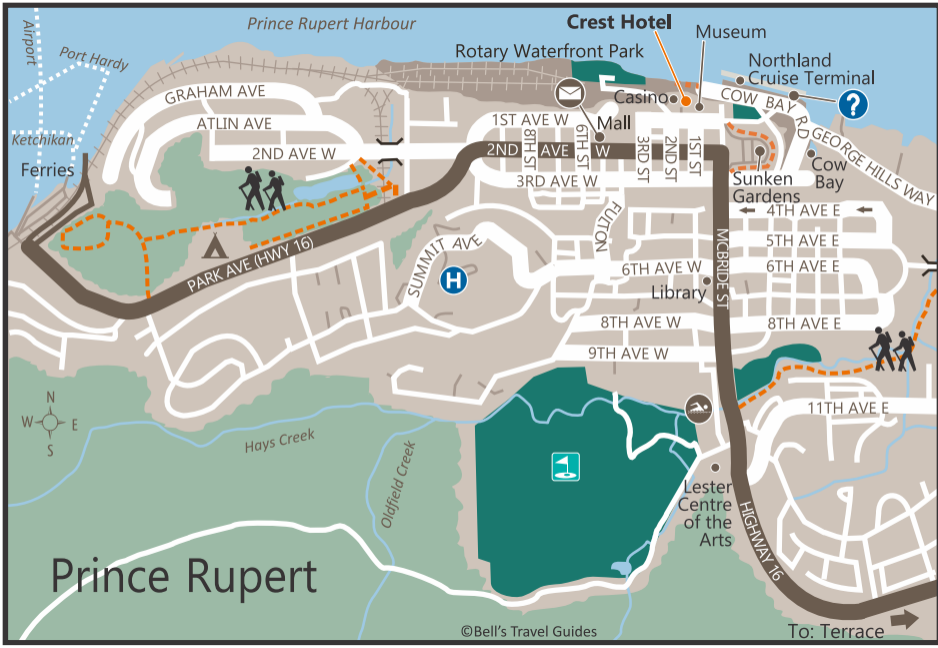 Prince Rupert Harbour
Crest Hotel
Museum
Airport
Port Hardy
Rotary Waterfront Park
Northland
Cruise Terminal
?
GRAHAM AVE
Casino
COW BAY RD
ATLIN AVE
1ST AVE W
Mall
GEORGE HILLS WAY
Ketchikan
2ND AVE W
2ND AVE W
8TH ST
6TH ST
3RD ST
2ND ST
1ST ST
Ferries
3RD AVE W
Sunken
Gardens
Cow
Bay
FULTON
4TH AVE E
SUMMIT AVE
MCBRIDE ST
5TH AVE E
PARK AVE (HWY 16)
H
6TH AVE W
6TH AVE E
Library
8TH AVE W
8TH AVE E
9TH AVE W
N
W E
S
11TH AVE E
Hays Creek
Oldfield Creek
Lester
Centre
of the
Arts
HIGHWAY 16
Prince Rupert
©Bell's Travel Guides
To: Terrace